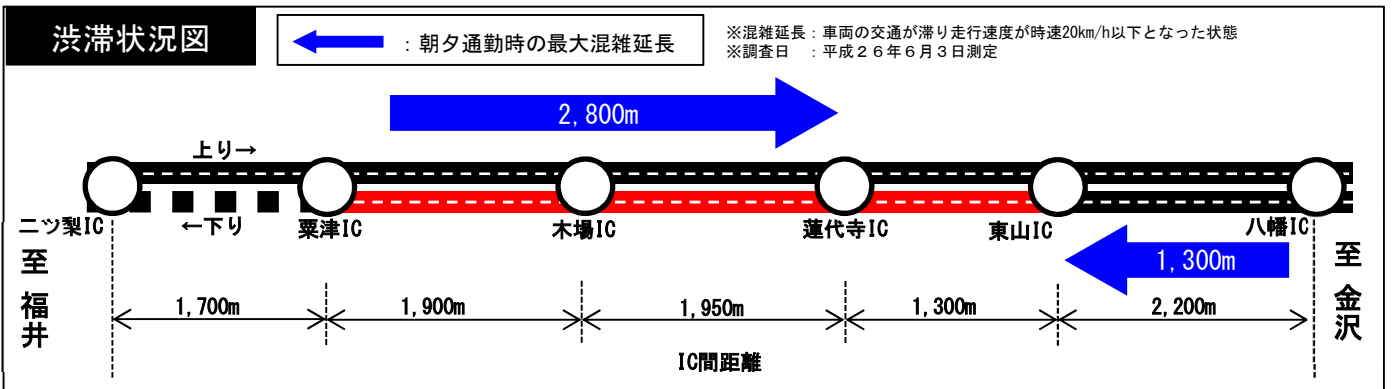 渋滞状況図
：朝夕通勤時の最大混雑延長
※混雑延長：車両の交通が滞り走行速度が時速20km/h以下となった状態
※調査日　：平成２６年６月３日測定
2,800m
上り→
←下り
二ツ梨IC
粟津IC
木場IC
蓮代寺IC
東山IC
八幡IC
1,300m
至福井
至金沢
1,700m
1,900m
1,950m
1,300m
2,200m
IC間距離